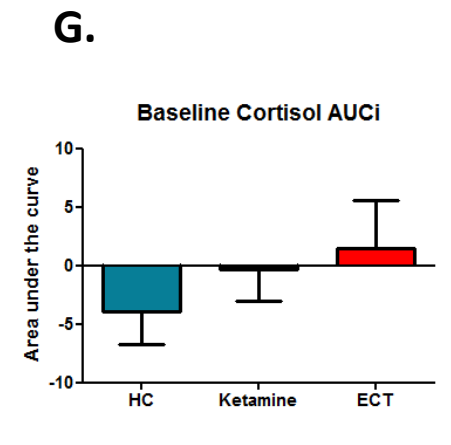 G.
Baseline Cortisol AUCi
Area under the curve
10
5
0
-5
-10
HC Ketamine ECT